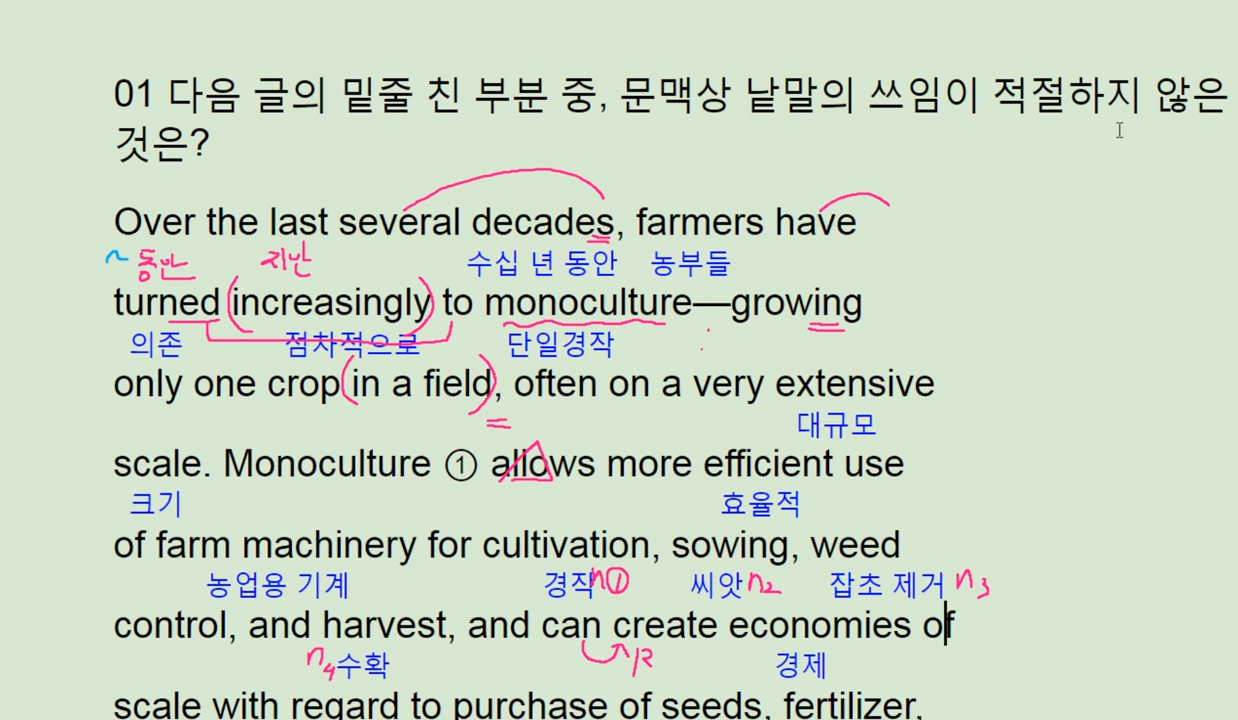 01 다음 글의 밑줄 친 부분 중, 문맥상 낱말의 쓰임이 적절하지 않은
것은?
Over the last several decades, farmers have
~동안 지난 수십 년 동안 농부들
turned (increasingly) to monoculture—growing
의존 점차적으로 단일경작
only one crop (in a field), often on a very extensive
대규모
scale. Monoculture ① allows more efficient use
크기 효율적
of farm machinery for cultivation, sowing, weed
농업용 기계 경작 n① 씨앗 n2 잡초 제거 n3
control, and harvest, and can create economies of
n4 수확 경제
scale with regard to purchase of seeds, fertilizer,